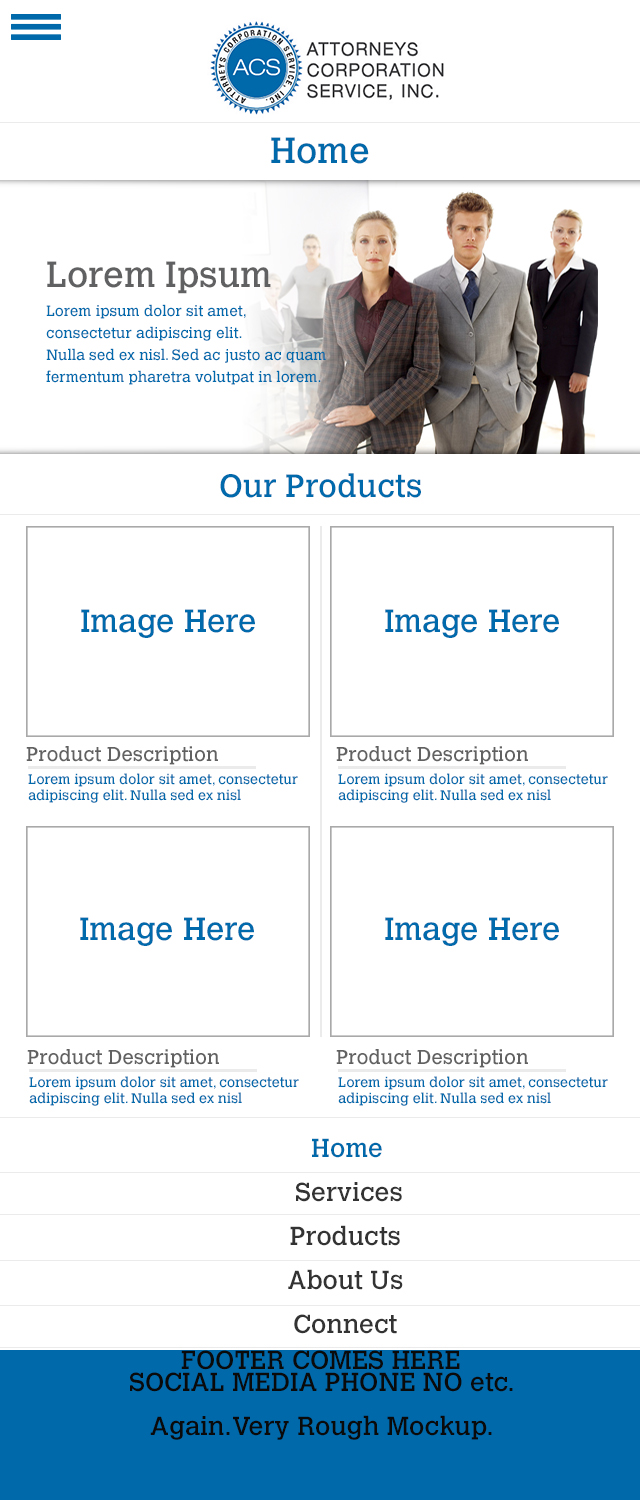 ATTORNEYS CORPORATION SERVICE, INC.
ACS
ATTORNEYS
CORPORATION
SERVICE, INC.
Home
Lorem Ipsum
Lorem ipsum dolor sit amet,
consectetur adipiscing elit.
Nulla sed ex nisl. Sed ac justo ac quam
fermentum pharetra volutpat in lorem.
Our Products
Image Here
Image Here
Product Description
Product Description
Lorem ipsum dolor sit amet, consectetur
adipiscing elit. Nulla sed ex nisl
Lorem ipsum dolor sit amet, consectetur
adipiscing elit. Nulla sed ex nisl
Image Here
Image Here
Product Description
Product Description
Lorem ipsum dolor sit amet, consectetur
adipiscing elit. Nulla sed ex nisl
Lorem ipsum dolor sit amet, consectetur
adipiscing elit. Nulla sed ex nisl
Home
Services
Products
About Us
Connect
FOOTER COMES HERE
SOCIAL MEDIA PHONE NO etc.
Again.Very Rough Mockup.